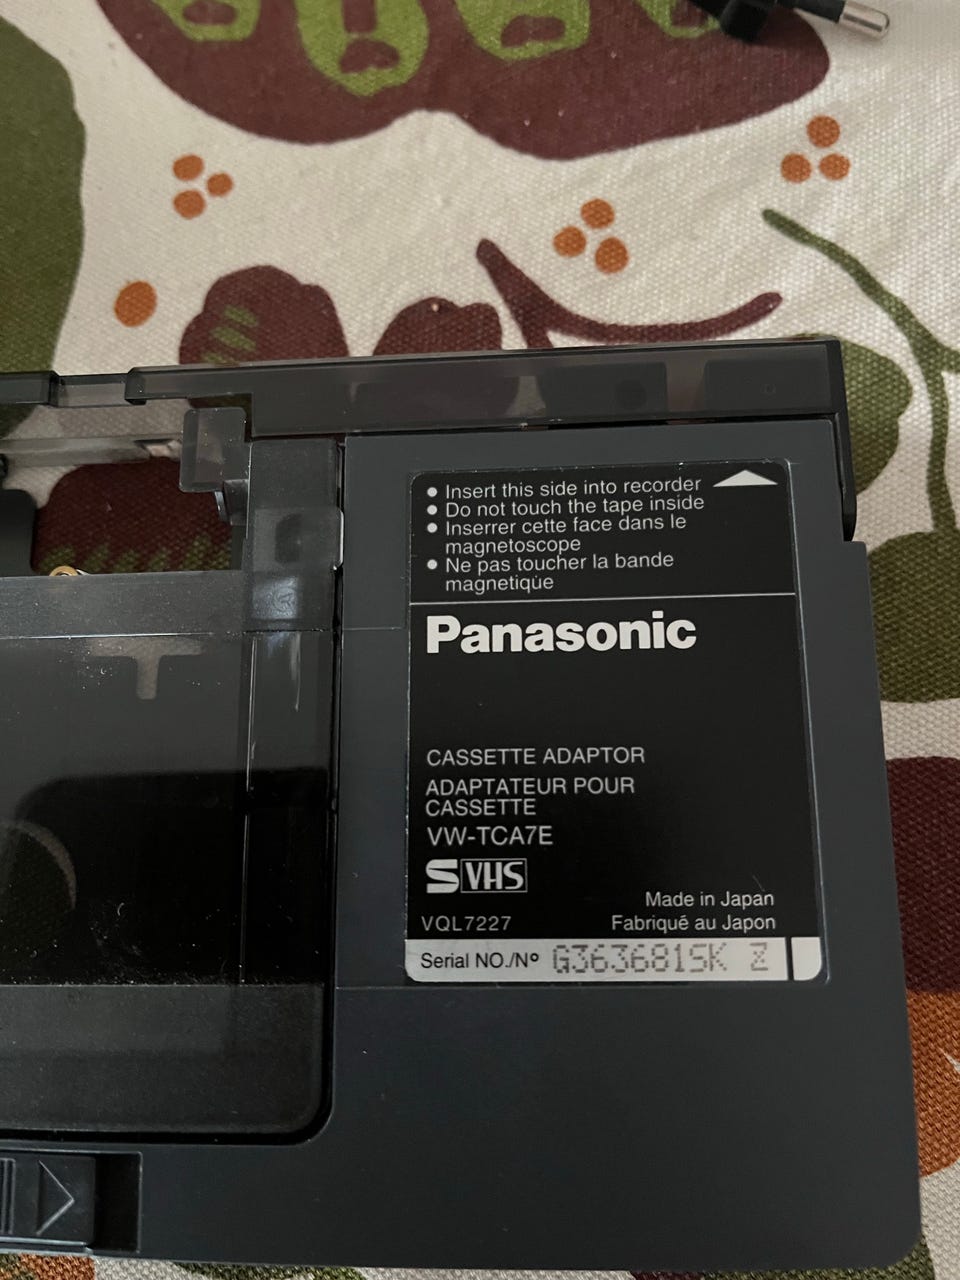 ● Insert this side into recorder
● Do not touch the tape inside
● Inserrer cette face dans le
magnetoscope
● Ne pas toucher la bande
magnetique
Panasonic
CASSETTE ADAPTOR
ADAPTATEUR POUR
CASSETTE
VW-TCA7E
S VHS
VQL7227
Made in Japan
Fabriqué au Japon
Serial NO./Nº G3636815K Z